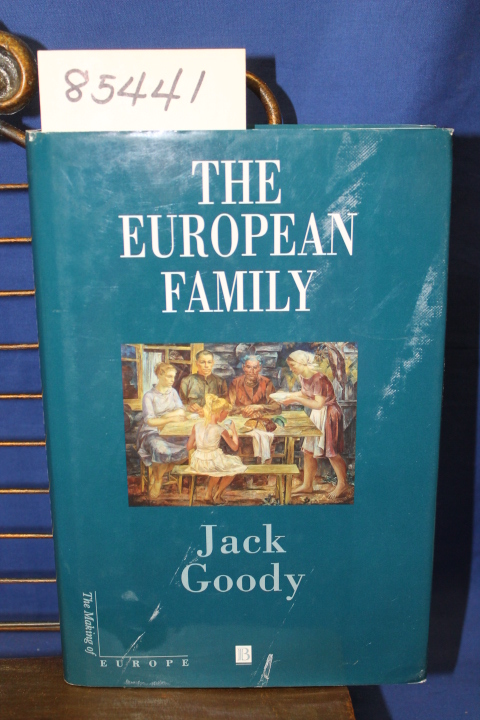 85441
THE
EUROPEAN
FAMILY
Jack
Goody
The Making of
EUROPE
B